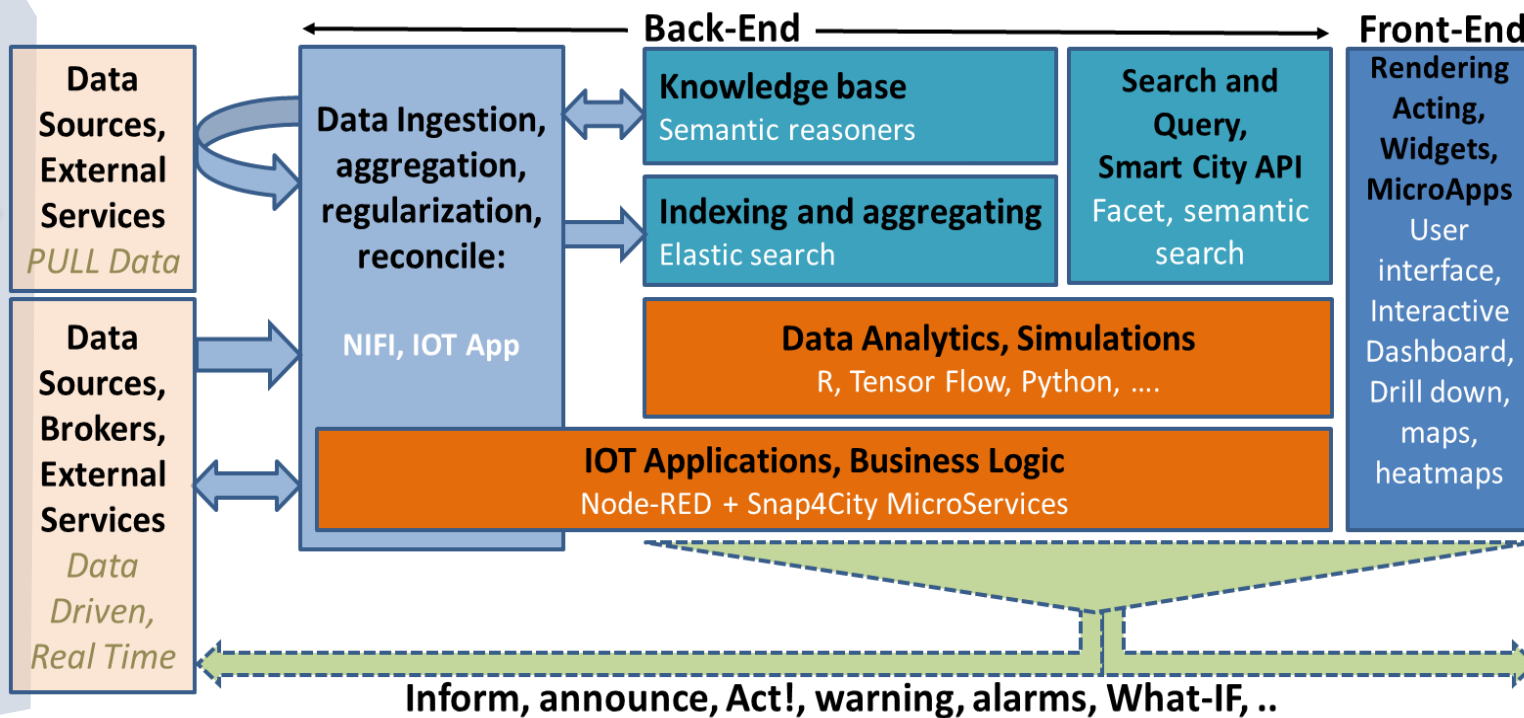 Back-End
Front-End
Data
Sources,
External
Services
PULL Data
Data
Sources,
Brokers,
External
Services
Data
Driven,
Real Time
Data Ingestion,
aggregation,
regularization,
reconcile:
NIFI, IOT App
Knowledge base
Semantic reasoners
Indexing and aggregating
Elastic search
Search and
Query,
Smart City API
Facet, semantic
search
Data Analytics, Simulations
R, Tensor Flow, Python, ....
IOT Applications, Business Logic
Node-RED + Snap4City MicroServices
Rendering
Acting,
Widgets,
MicroApps
User
interface,
Interactive
Dashboard,
Drill down,
maps,
heatmaps
Inform, announce, Act!, warning, alarms, What-IF, ..